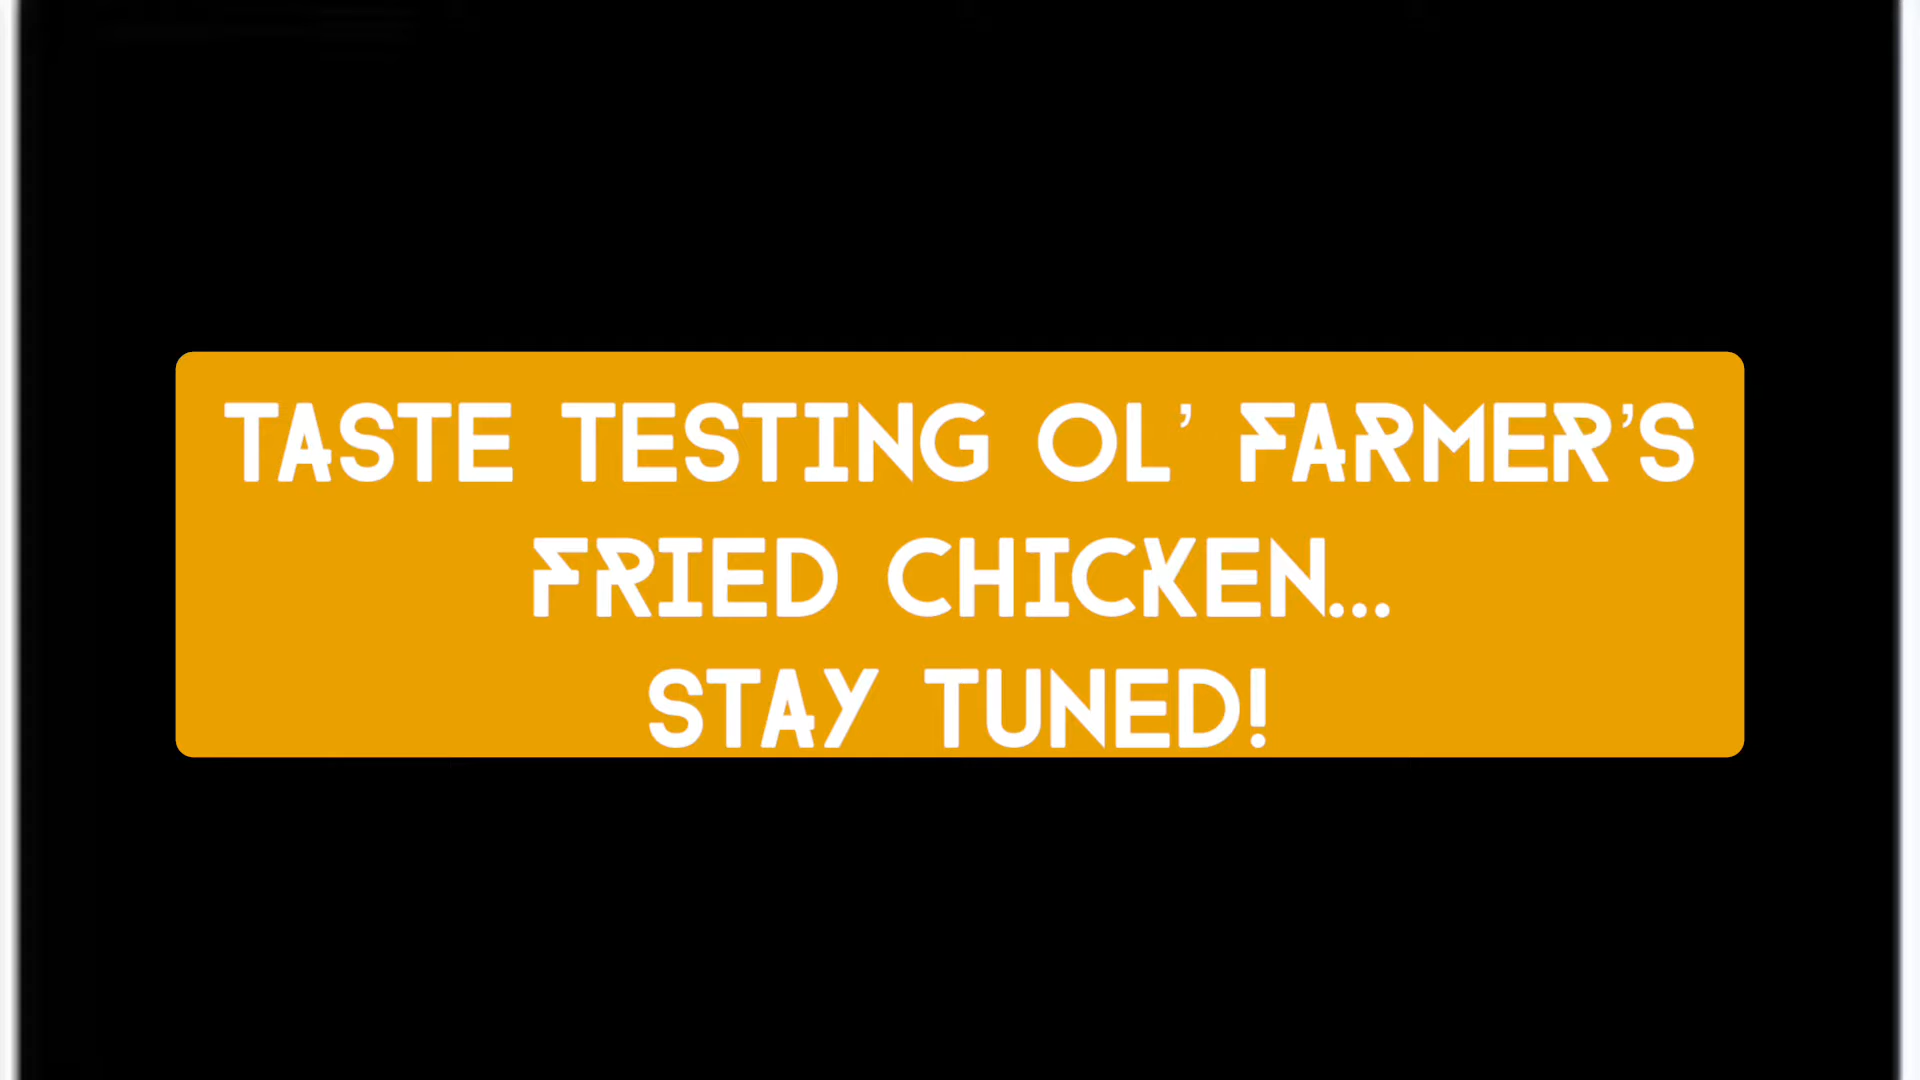 TASTE TESTING OL’ FARMER’S
FRIED CHICKEN...
STAY TUNED!